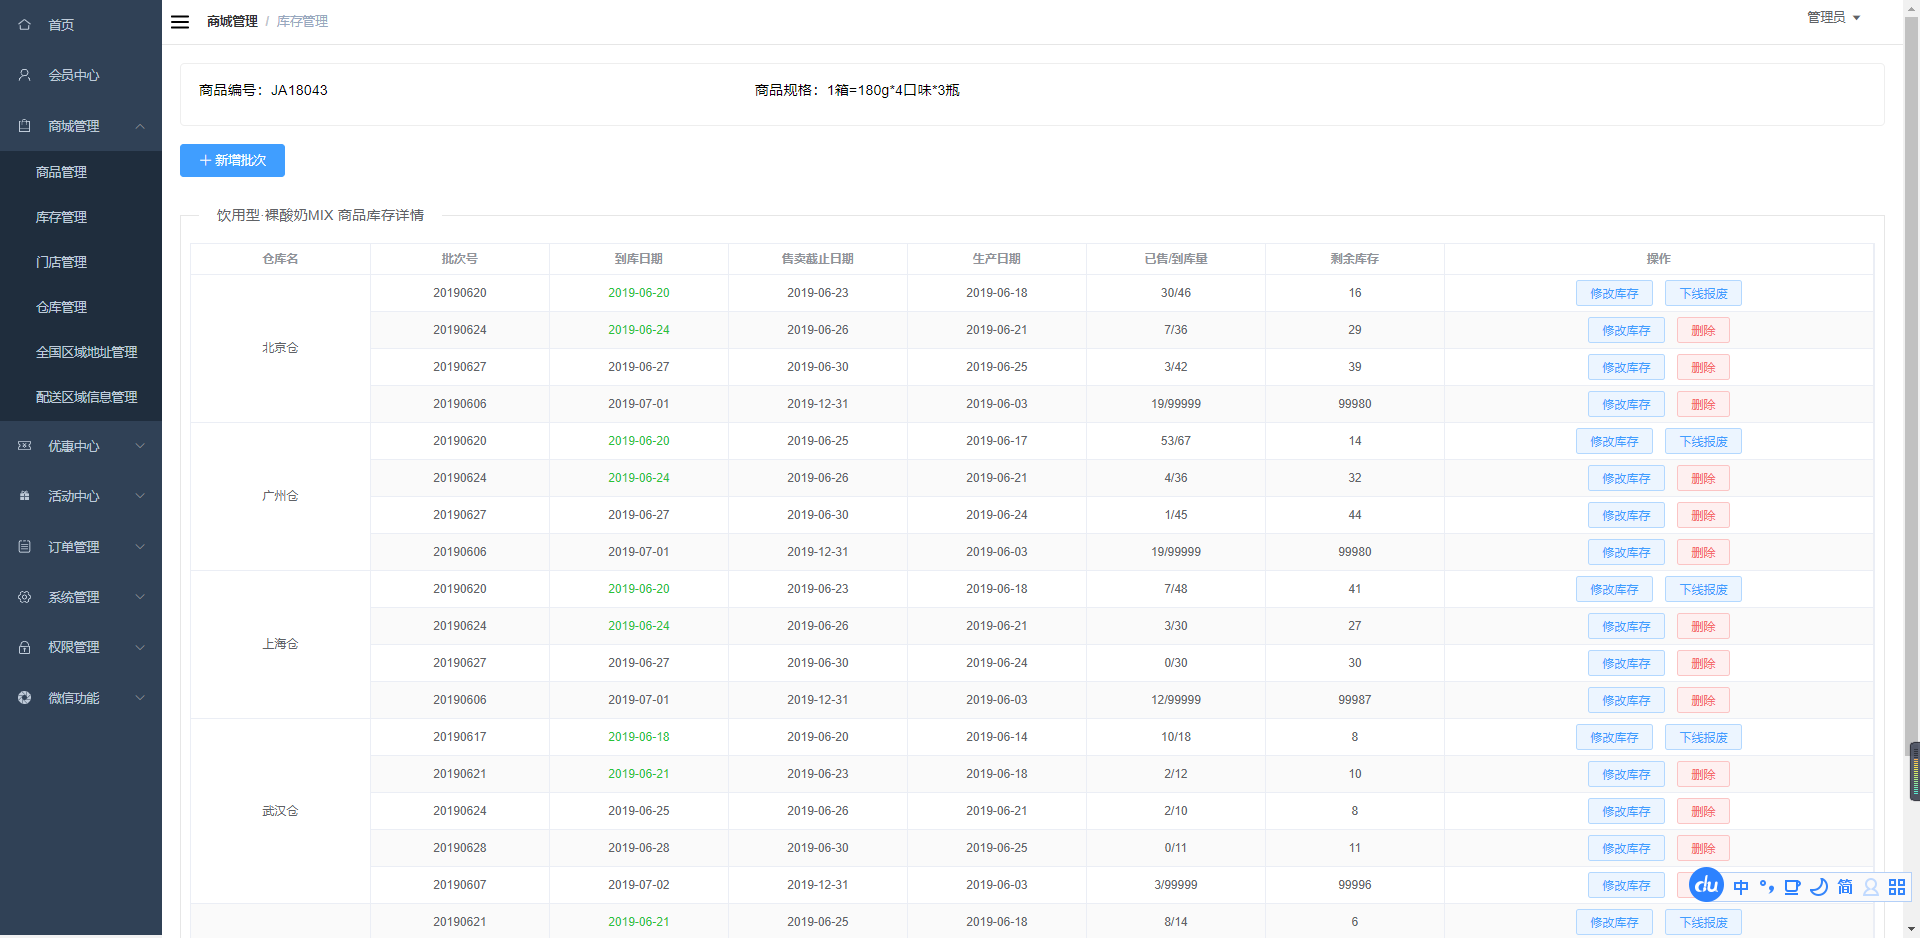 首页
会员中心
商城管理
商品管理
库存管理
门店管理
仓库管理
全国区域地址管理
配送区域信息管理
优惠中心
活动中心
订单管理
系统管理
权限管理
微信功能
商城管理 / 库存管理
管理员
商品编号：JA18043 商品规格：1箱=180g*4口味*3瓶
新增批次
饮用型·裸酸奶MIX 商品库存详情
仓库名 批次号 到库日期 售卖截止日期 生产日期 已售/到库量 剩余库存 操作
北京仓
20190620 2019-06-20 2019-06-23 2019-06-18 30/46 16 修改库存 下线报废
20190624 2019-06-24 2019-06-26 2019-06-21 7/36 29 修改库存 删除
20190627 2019-06-27 2019-06-30 2019-06-25 3/42 39 修改库存 删除
20190606 2019-07-01 2019-12-31 2019-06-03 19/99999 99980 修改库存 删除
广州仓
20190620 2019-06-20 2019-06-25 2019-06-17 53/67 14 修改库存 下线报废
20190624 2019-06-24 2019-06-26 2019-06-21 4/36 32 修改库存 删除
20190627 2019-06-27 2019-06-30 2019-06-24 1/45 44 修改库存 删除
20190606 2019-07-01 2019-12-31 2019-06-03 19/99999 99980 修改库存 删除
上海仓
20190620 2019-06-20 2019-06-23 2019-06-18 7/48 41 修改库存 下线报废
20190624 2019-06-24 2019-06-26 2019-06-21 3/30 27 修改库存 删除
20190627 2019-06-27 2019-06-30 2019-06-24 0/30 30 修改库存 删除
20190606 2019-07-01 2019-12-31 2019-06-03 12/99999 99987 修改库存 删除
武汉仓
20190617 2019-06-18 2019-06-20 2019-06-14 10/18 8 修改库存 下线报废
20190621 2019-06-21 2019-06-23 2019-06-18 2/12 10 修改库存 删除
20190624 2019-06-25 2019-06-26 2019-06-21 2/10 8 修改库存 删除
20190628 2019-06-28 2019-06-30 2019-06-25 0/11 11 修改库存 删除
20190607 2019-07-02 2019-12-31 2019-06-03 3/99999 99996 修改库存
du 中 °, 简
20190621 2019-06-21 2019-06-25 2019-06-18 8/14 6 修改库存 下线报废